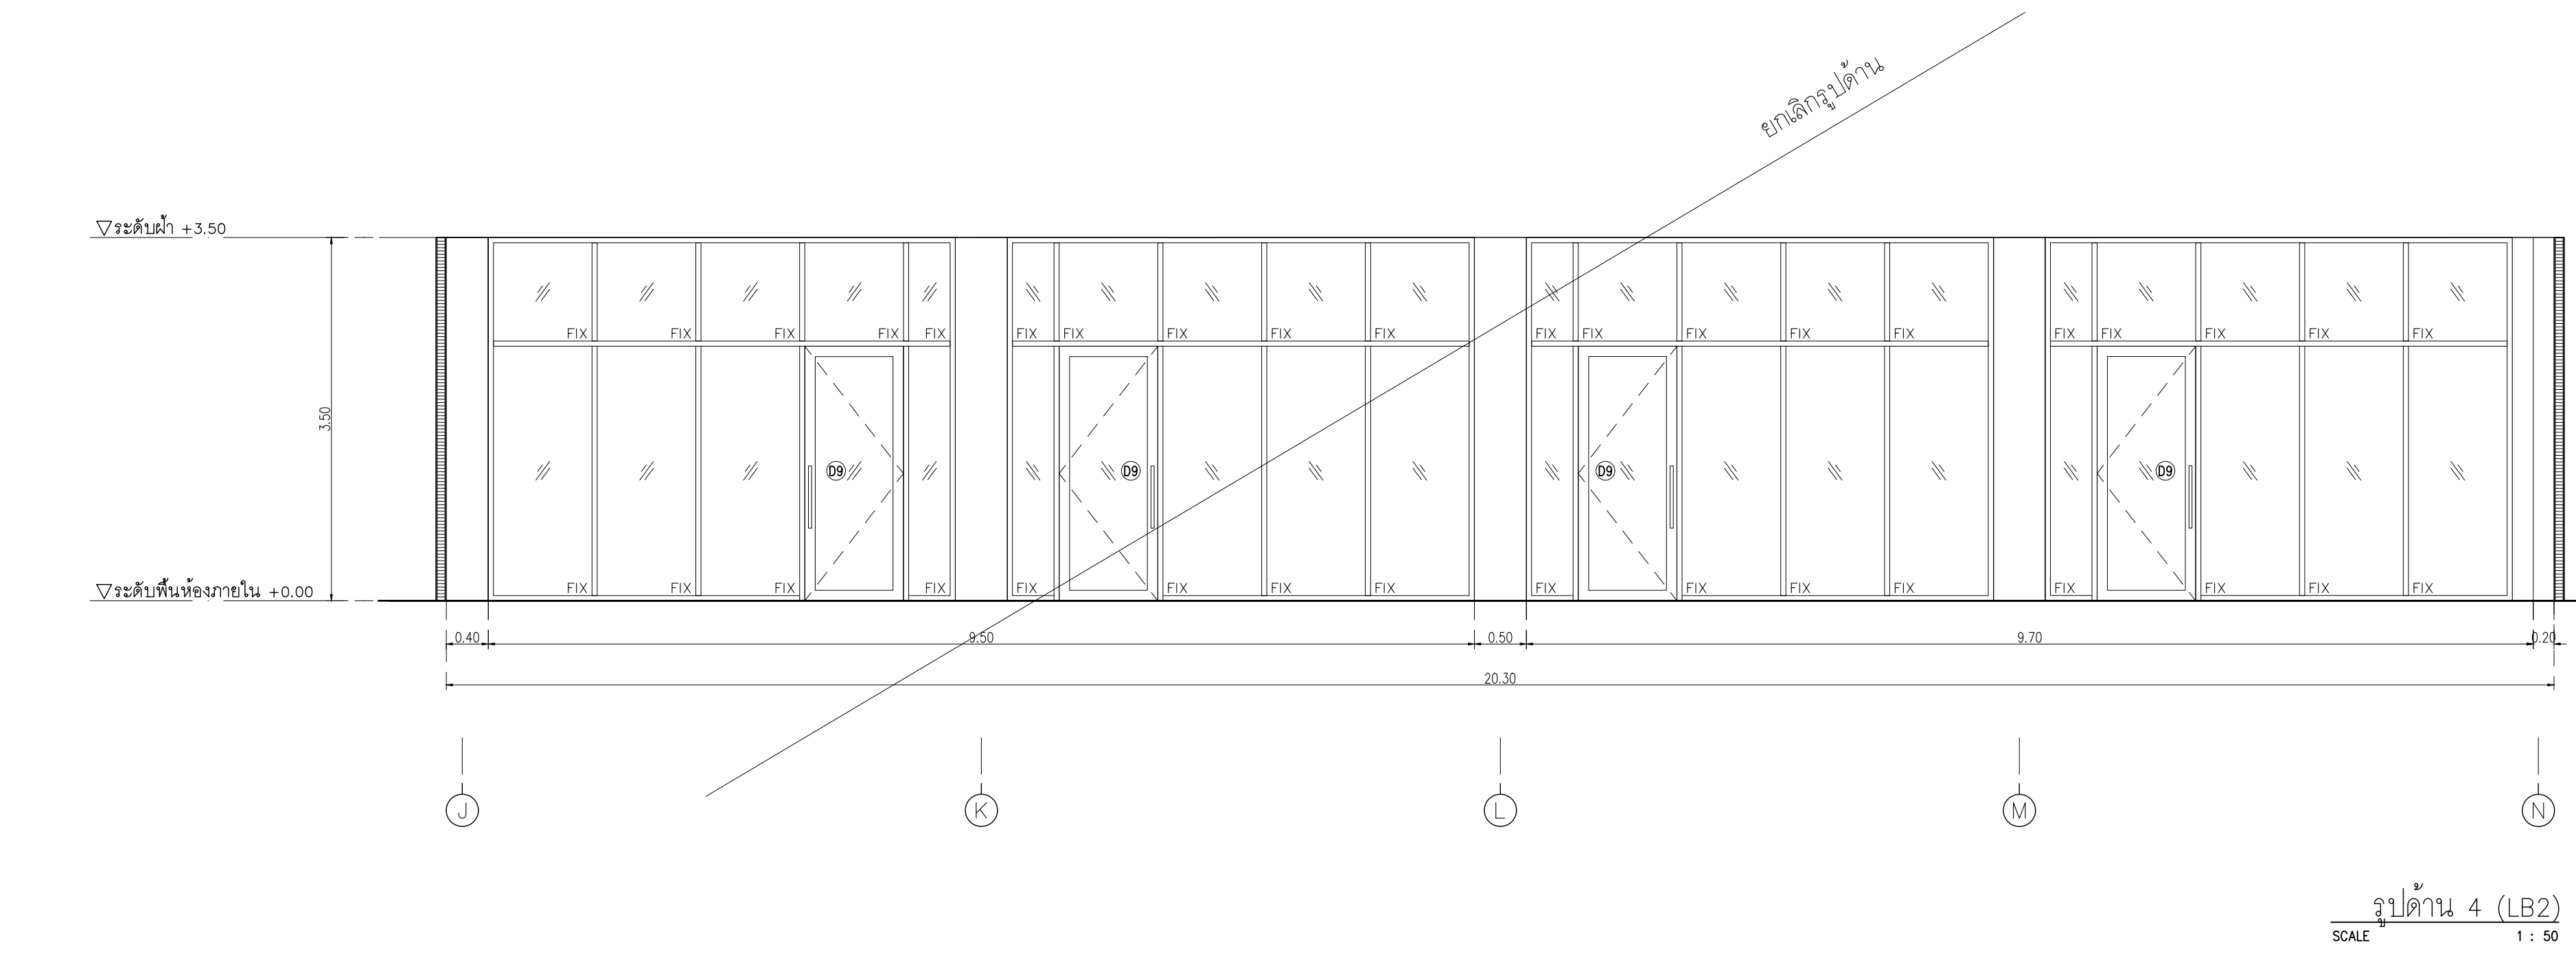 ยกเลิกรูปด้าน
ระดับฝ้า +3.50
FIX FIX FIX FIX FIX FIX FIX FIX FIX FIX FIX FIX FIX FIX FIX FIX FIX FIX FIX FIX
3.50
D9 D9 D9 D9
FIX FIX FIX FIX FIX FIX FIX FIX FIX FIX FIX FIX FIX FIX FIX FIX
ระดับพื้นห้องภายใน +0.00
0.40 9.50 0.50 9.70 0.20
20.30
J K L M N
รูปด้าน 4 (LB2)
SCALE 1 : 50